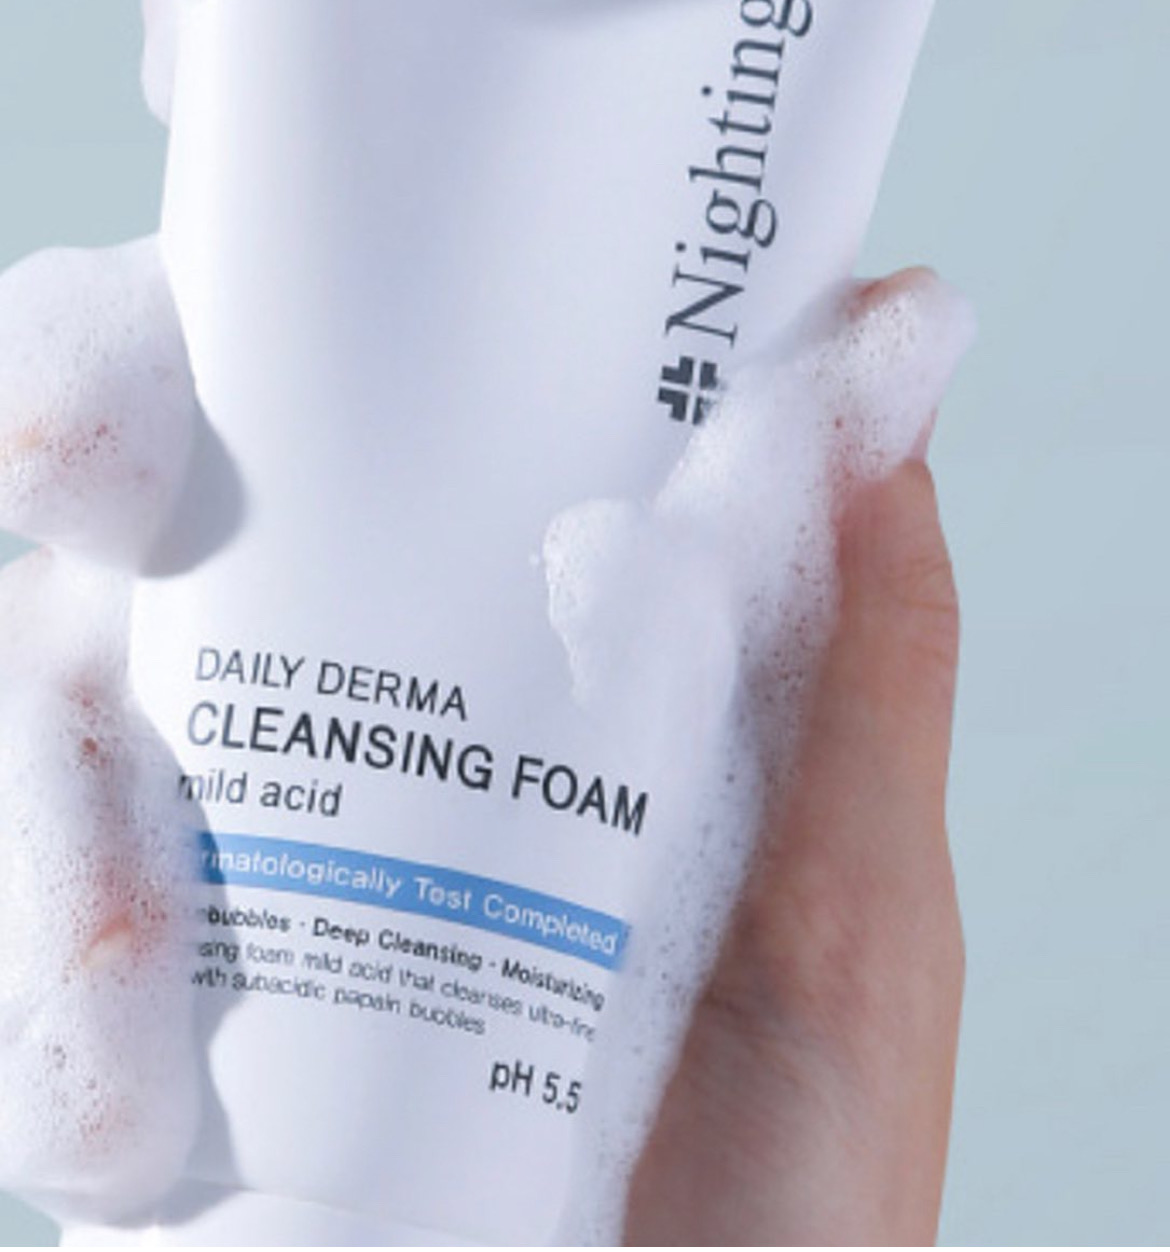 Nighting
DAILY DERMA
CLEANSING FOAM
mild acid
rmatologically Test Completed
bubbles · Deep Cleansing · Moisturizing
sing foam mild acid that cleanses ultra-fine
with subacidic papain bubbles
pH 5.5